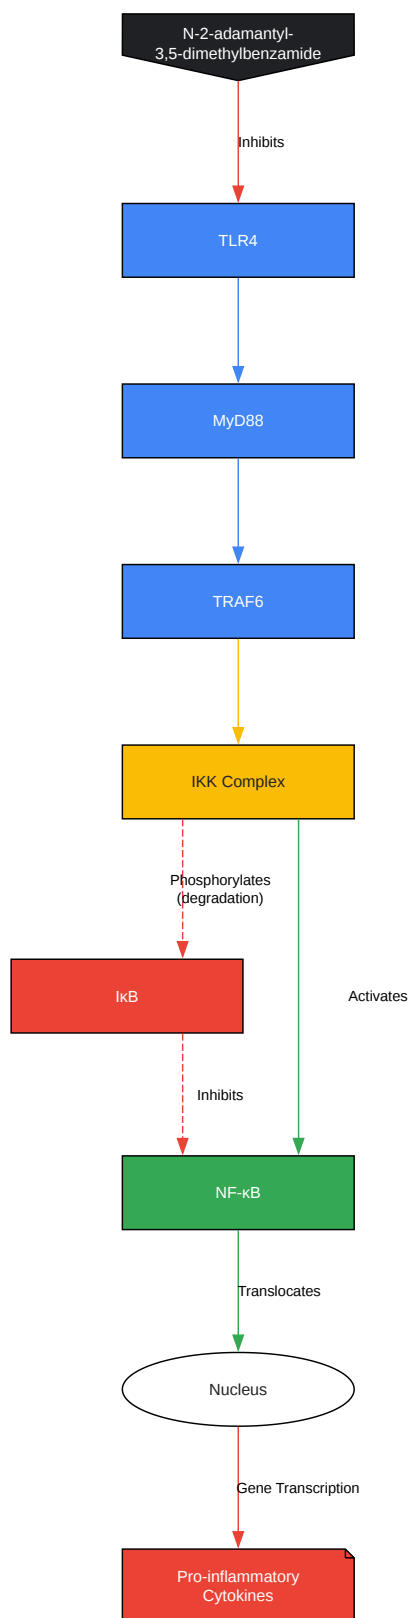 N-2-adamantyl-
3,5-dimethylbenzamide
Inhibits
TLR4
MyD88
TRAF6
IKK Complex
Phosphorylates
(degradation)
IκB
Activates
Inhibits
NF-κB
Translocates
Nucleus
Gene Transcription
Pro-inflammatory
Cytokines